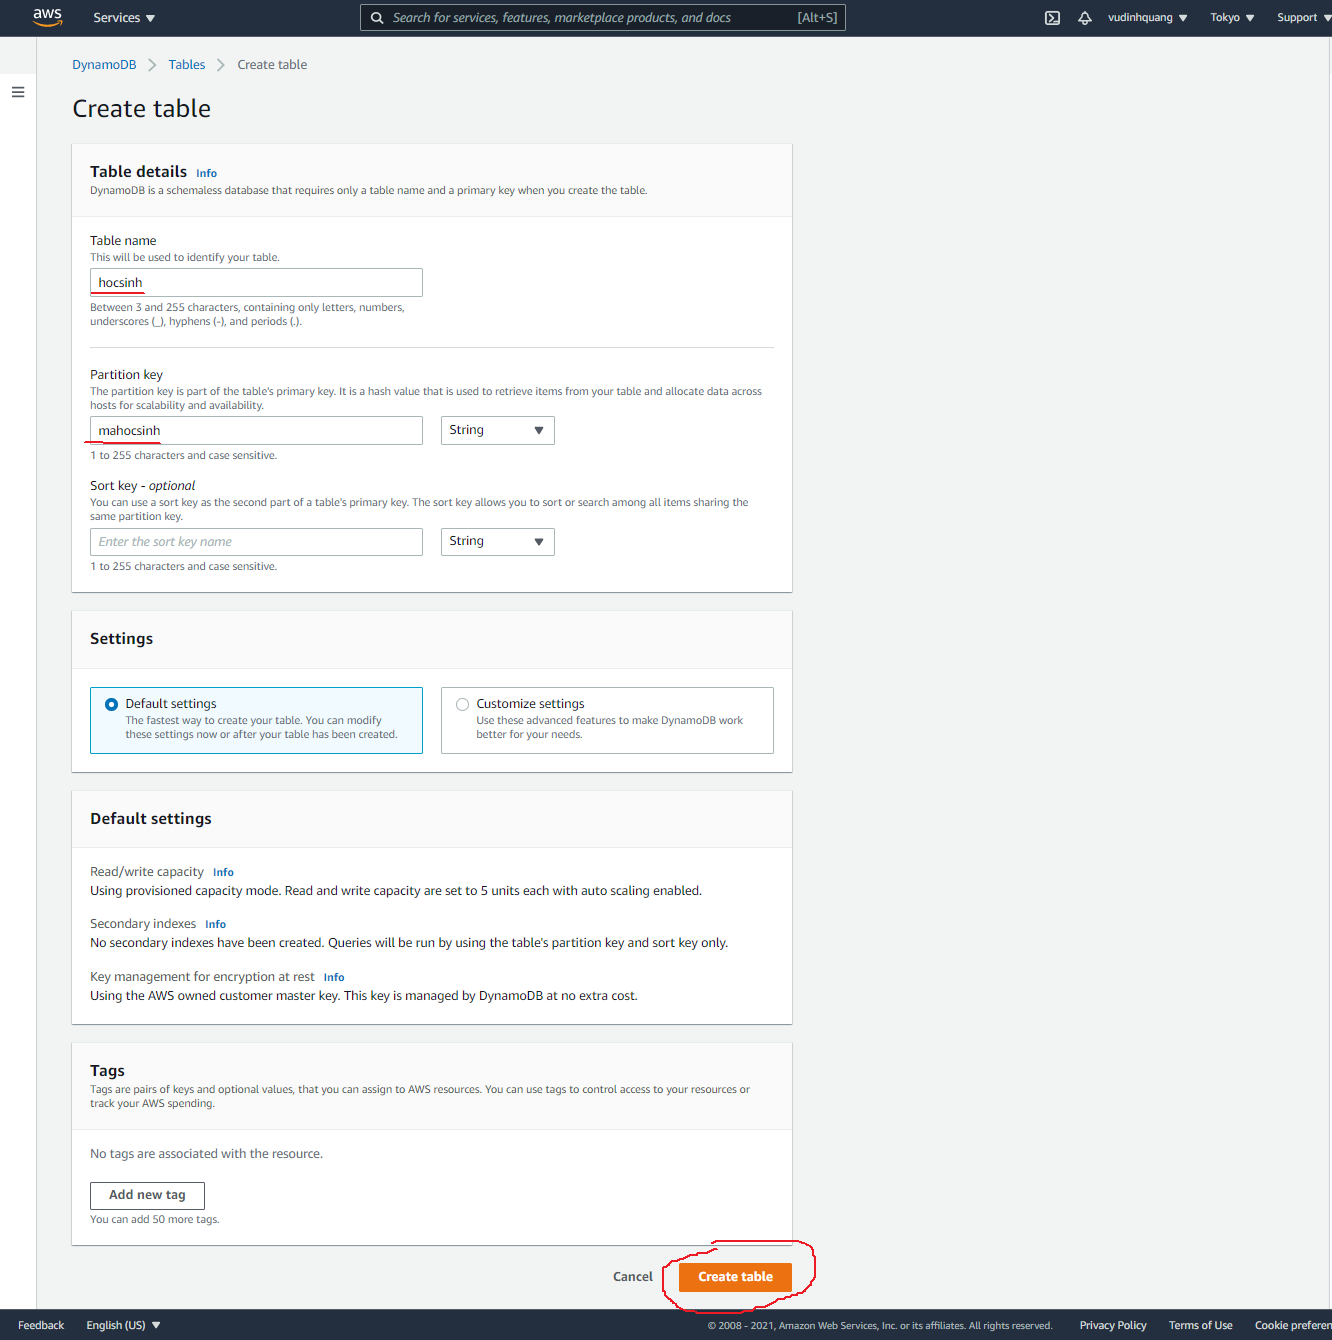 aws Services Search for services, features, marketplace products, and docs [Alt+S] vudinhquang Tokyo Support
DynamoDB Tables Create table
Create table
Table details Info
DynamoDB is a schemaless database that requires only a table name and a primary key when you create the table.
Table name
This will be used to identify your table.
hocsinh
Between 3 and 255 characters, containing only letters, numbers,
underscores (_), hyphens (-), and periods (.).
Partition key
The partition key is part of the table's primary key. It is a hash value that is used to retrieve items from your table and allocate data across
hosts for scalability and availability.
mahocsinh String
1 to 255 characters and case sensitive.
Sort key - optional
You can use a sort key as the second part of a table's primary key. The sort key allows you to sort or search among all items sharing the
same partition key.
Enter the sort key name String
1 to 255 characters and case sensitive.
Settings
Default settings
The fastest way to create your table. You can modify
these settings now or after your table has been created.
Customize settings
Use these advanced features to make DynamoDB work
better for your needs.
Default settings
Read/write capacity Info
Using provisioned capacity mode. Read and write capacity are set to 5 units each with auto scaling enabled.
Secondary indexes Info
No secondary indexes have been created. Queries will be run by using the table's partition key and sort key only.
Key management for encryption at rest Info
Using the AWS owned customer master key. This key is managed by DynamoDB at no extra cost.
Tags
Tags are pairs of keys and optional values, that you can assign to AWS resources. You can use tags to control access to your resources or
track your AWS spending.
No tags are associated with the resource.
Add new tag
You can add 50 more tags.
Cancel Create table
Feedback English (US) © 2008 - 2021, Amazon Web Services, Inc. or its affiliates. All rights reserved. Privacy Policy Terms of Use Cookie preferen